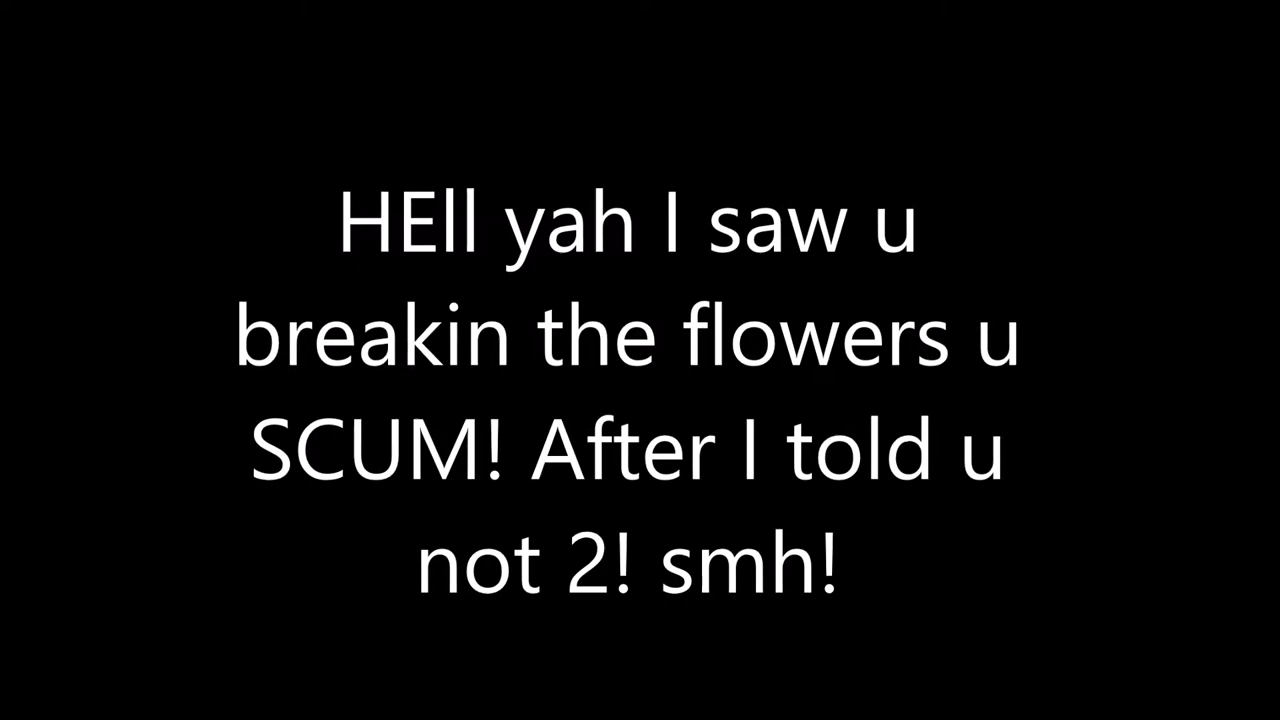 HEll yah I saw u
breakin the flowers u
SCUM! After I told u
not 2! smh!